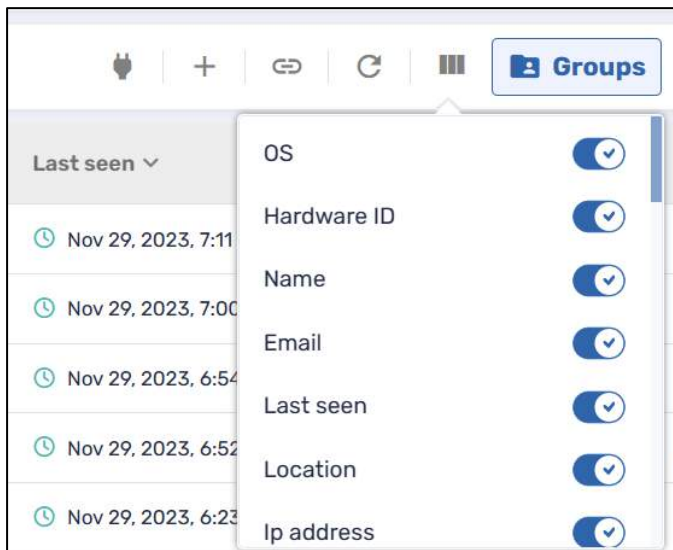 Groups
Last seen
OS
Hardware ID
Name
Email
Last seen
Location
Ip address
Nov 29, 2023, 7:11
Nov 29, 2023, 7:00
Nov 29, 2023, 6:54
Nov 29, 2023, 6:52
Nov 29, 2023, 6:23